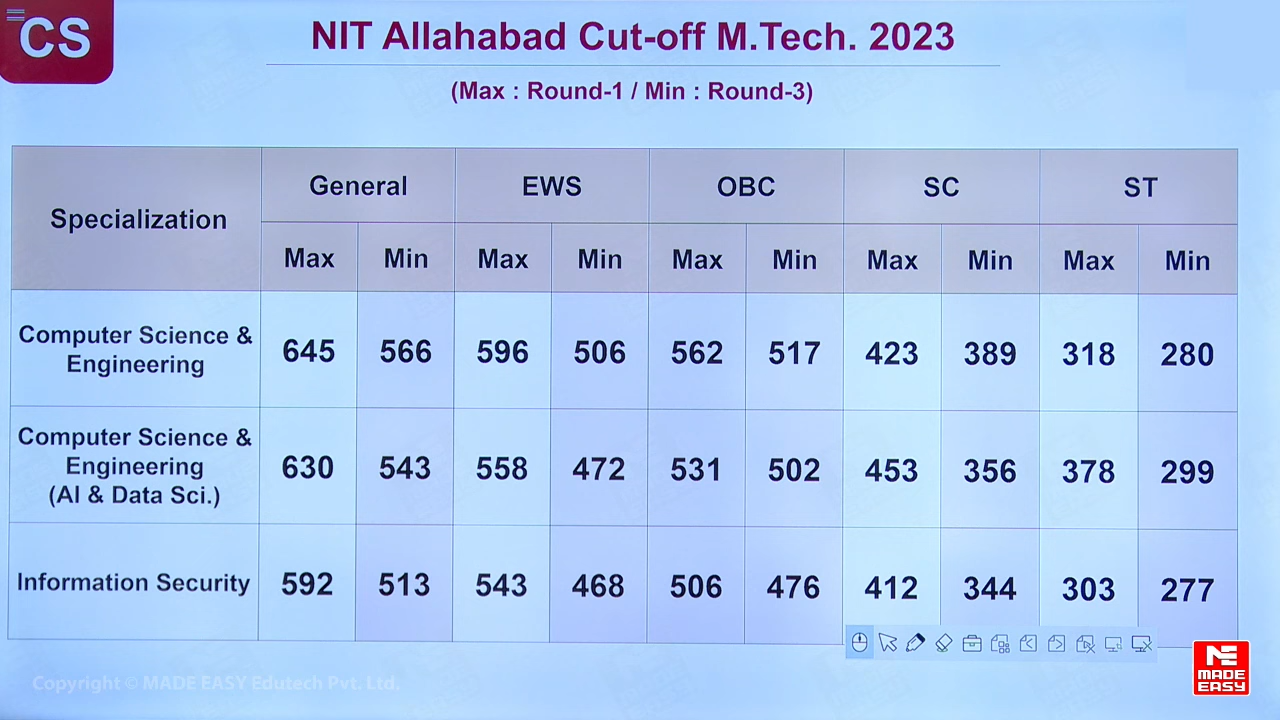 CS
NIT Allahabad Cut-off M.Tech. 2023
(Max : Round-1 / Min : Round-3)
Specialization General EWS OBC SC ST
Max Min Max Min Max Min Max Min Max Min
Computer Science &
Engineering 645 566 596 506 562 517 423 389 318 280
Computer Science &
Engineering
(AI & Data Sci.) 630 543 558 472 531 502 453 356 378 299
Information Security 592 513 543 468 506 476 412 344 303 277
Copyright © MADE EASY Edutech Pvt. Ltd.
ME
MADE
EASY